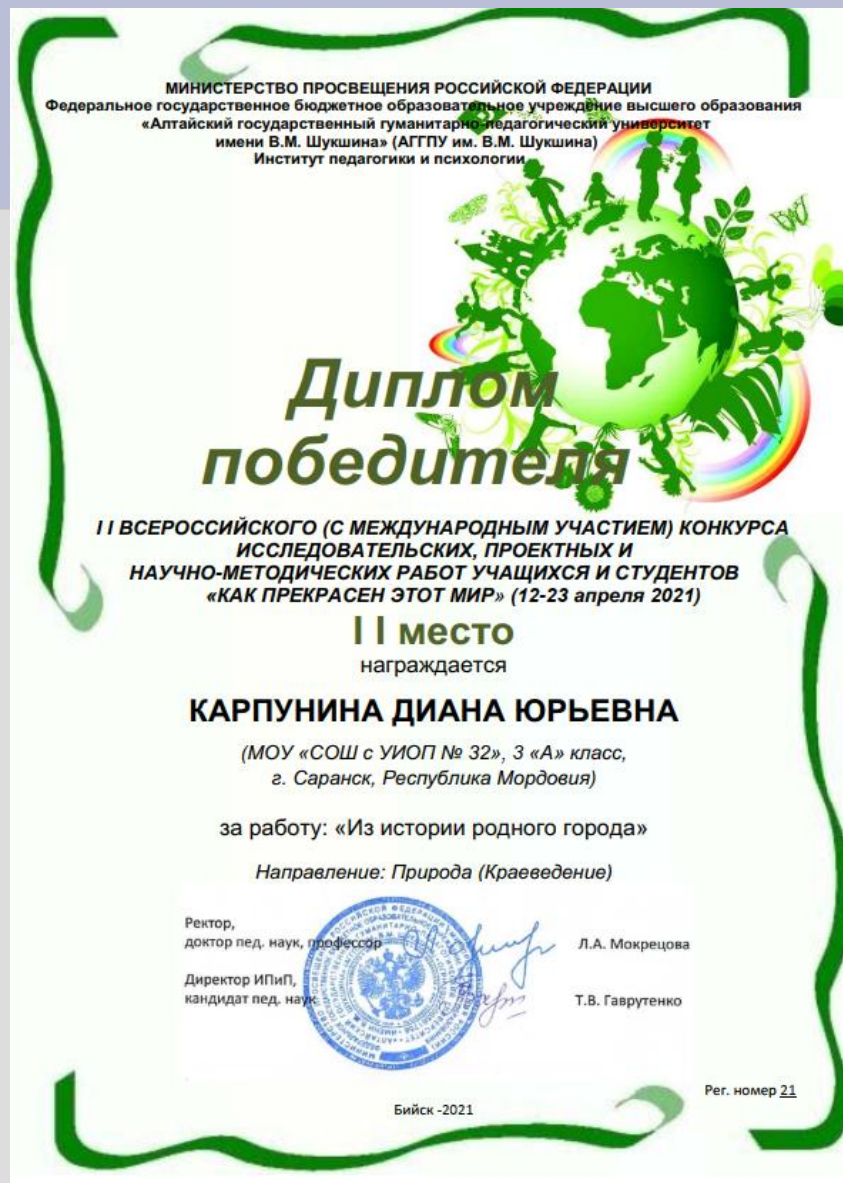 МИНИСТЕРСТВО ПРОСВЕЩЕНИЯ РОССИЙСКОЙ ФЕДЕРАЦИИ
Федеральное государственное бюджетное образовательное учреждение высшего образования
«Алтайский государственный гуманитарно-педагогический университет
имени В.М. Шукшина» (АГГПУ им. В.М. Шукшина)
Институт педагогики и психологии
Диплом
победителя
I I ВСЕРОССИЙСКОГО (С МЕЖДУНАРОДНЫМ УЧАСТИЕМ) КОНКУРСА
ИССЛЕДОВАТЕЛЬСКИХ, ПРОЕКТНЫХ И
НАУЧНО-МЕТОДИЧЕСКИХ РАБОТ УЧАЩИХСЯ И СТУДЕНТОВ
«КАК ПРЕКРАСЕН ЭТОТ МИР» (12-23 апреля 2021)
I I место
награждается
КАРПУНИНА ДИАНА ЮРЬЕВНА
(МОУ «СОШ с УИОП № 32», 3 «А» класс,
г. Саранск, Республика Мордовия)
за работу: «Из истории родного города»
Направление: Природа (Краеведение)
Ректор,
доктор пед. наук, профессор
Л.А. Мокрецова
Директор ИПиП,
кандидат пед. наук
Т.В. Гаврутенко
Рег. номер 21
Бийск -2021